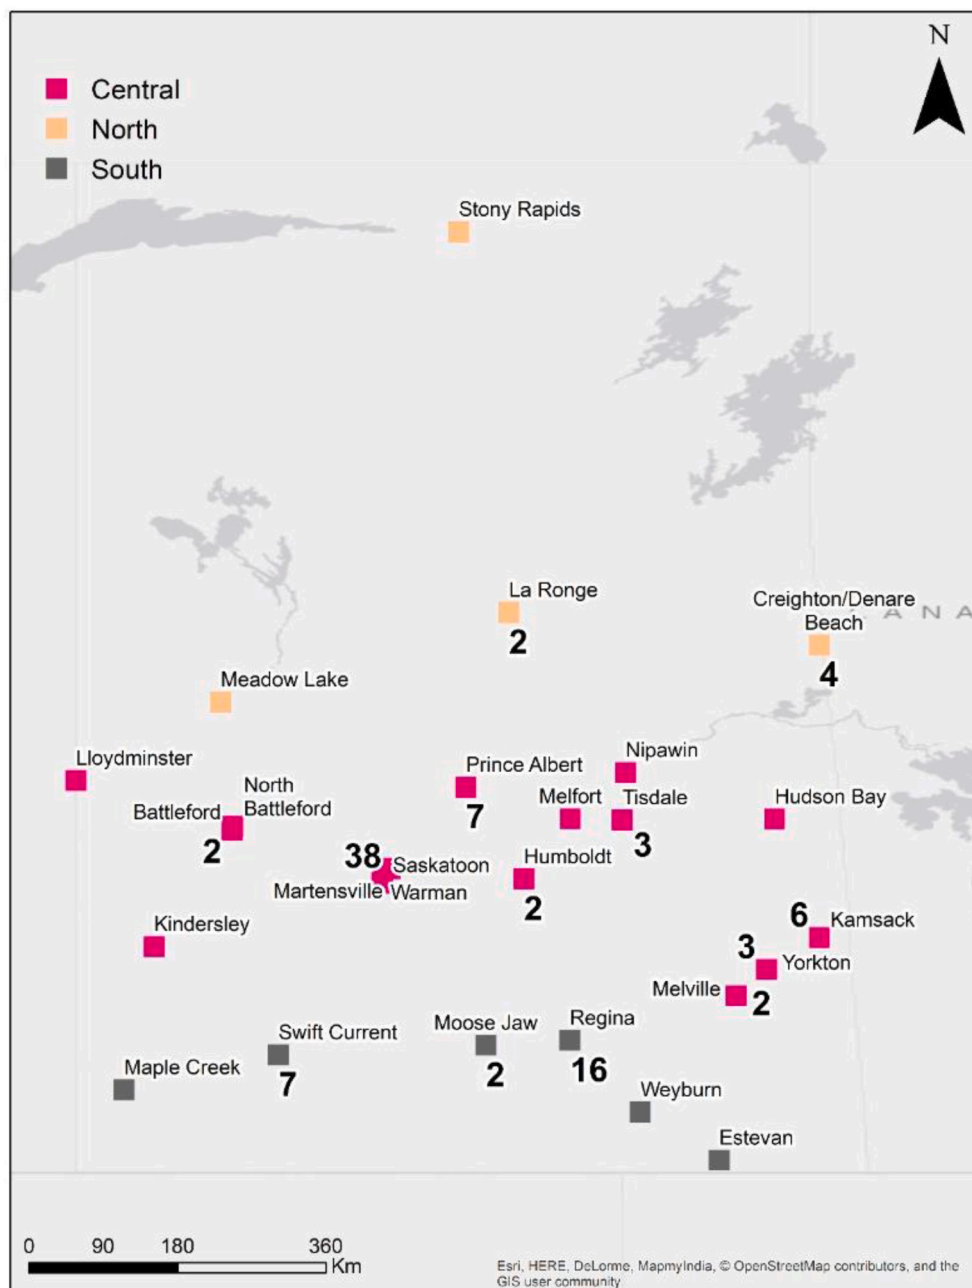 N
Central
North
South
Stony Rapids
La Ronge
2
Creighton/Denare
Beach
4
ANA
Meadow Lake
Lloydminster
Nipawin
Prince Albert
7
North
Battleford
Battleford
2
Melfort
Tisdale
3
Hudson Bay
38
Saskatoon
Martensville
Warman
Humboldt
2
Kindersley
6
Kamsack
3
Yorkton
Melville
2
Regina
16
Moose Jaw
2
Swift Current
7
Maple Creek
Weyburn
Estevan
0 90 180 360
Km
Esri, HERE, DeLorme, MapmyIndia, © OpenStreetMap contributors, and the
GIS user community